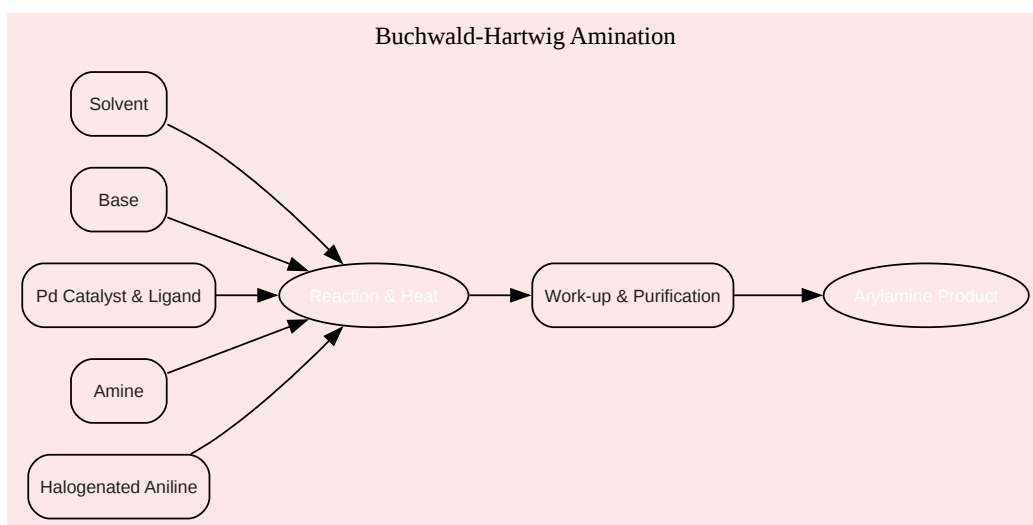 Buchwald-Hartwig Amination
Solvent
Base
Pd Catalyst & Ligand
Reaction & Heat
Work-up & Purification
Arylamine Product
Amine
Halogenated Aniline